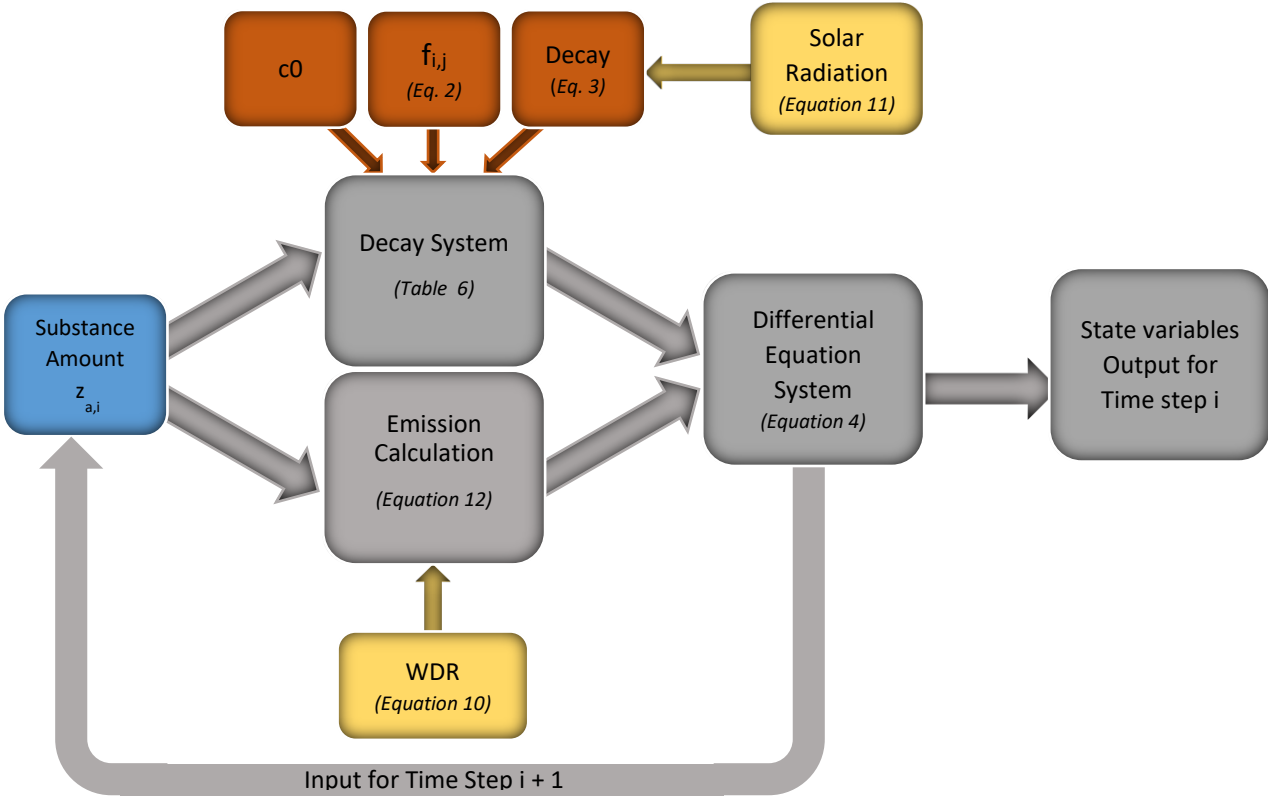 c0
fi,j
(Eq. 2)
Decay
(Eq. 3)
Solar
Radiation
(Equation 11)
Decay System
(Table 6)
Substance
Amount
z
a,i
Emission
Calculation
(Equation 12)
Differential
Equation
System
(Equation 4)
State variables
Output for
Time step i
WDR
(Equation 10)
Input for Time Step i + 1